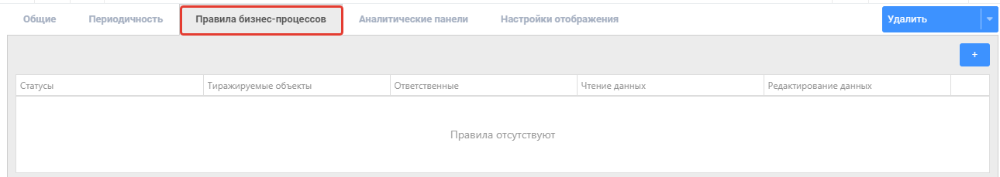 Общие Периодичность Правила бизнес-процессов Аналитические панели Настройки отображения Удалить
+
Статусы Тиражируемые объекты Ответственные Чтение данных Редактирование данных
Правила отсутствуют